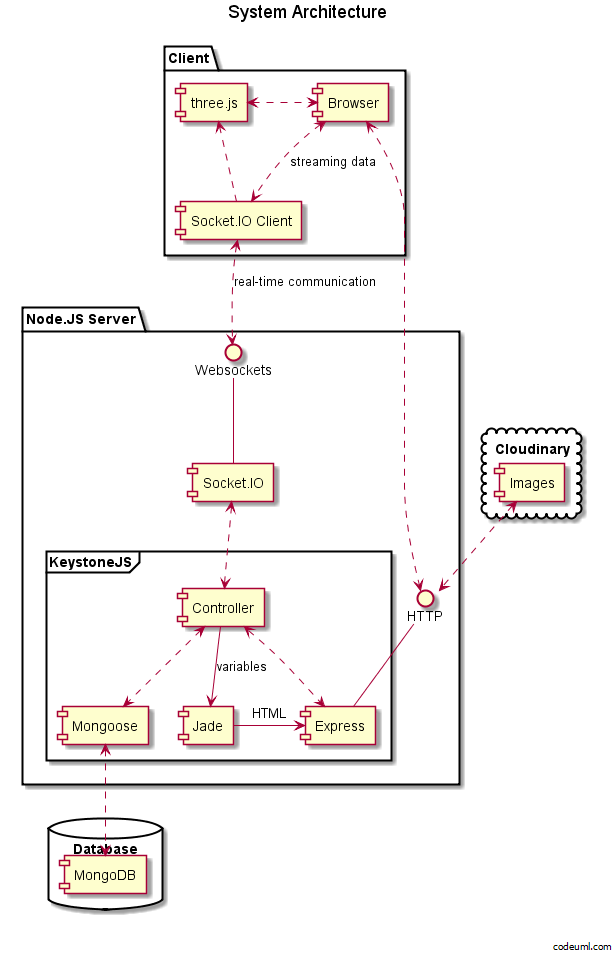 System Architecture
Client
three.js
Browser
streaming data
Socket.IO Client
real-time communication
Node.JS Server
Websockets
Cloudinary
Images
Socket.IO
KeystoneJS
Controller
HTTP
variables
HTML
Mongoose
Jade
Express
Database
MongoDB
codeuml.com